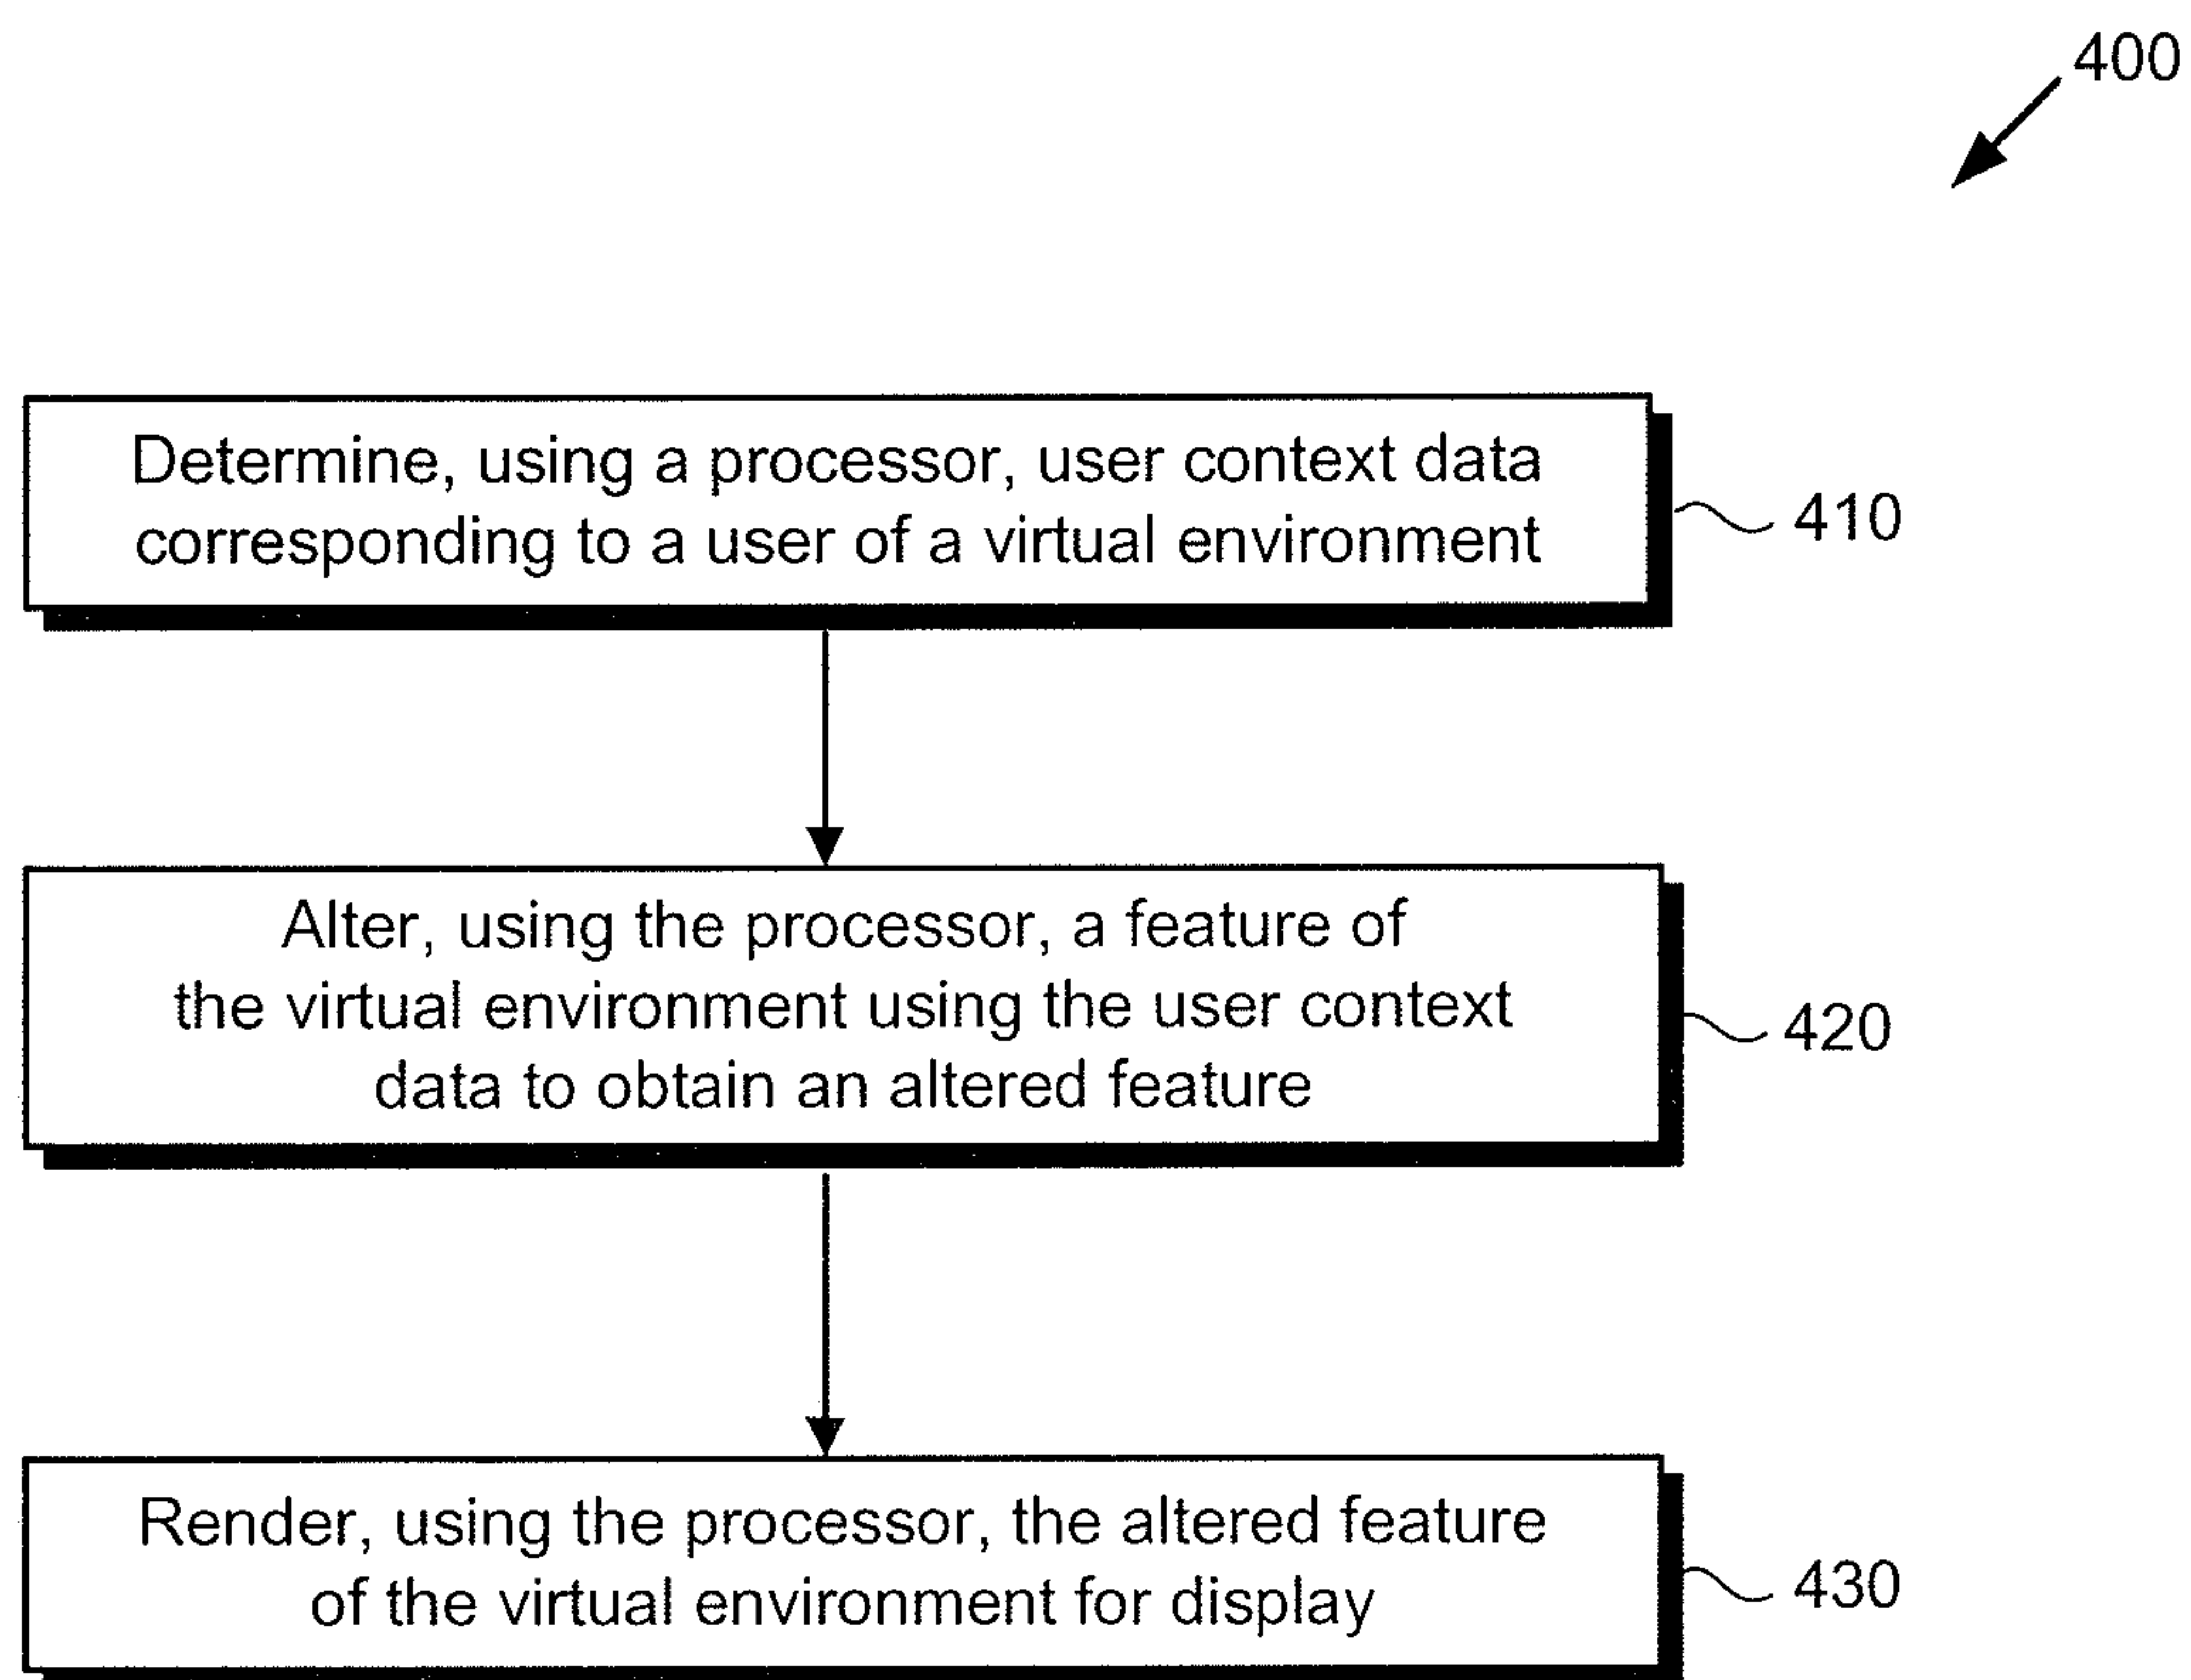 400
Determine, using a processor, user context data
corresponding to a user of a virtual environment
410
Alter, using the processor, a feature of
the virtual environment using the user context
data to obtain an altered feature
420
Render, using the processor, the altered feature
of the virtual environment for display
430